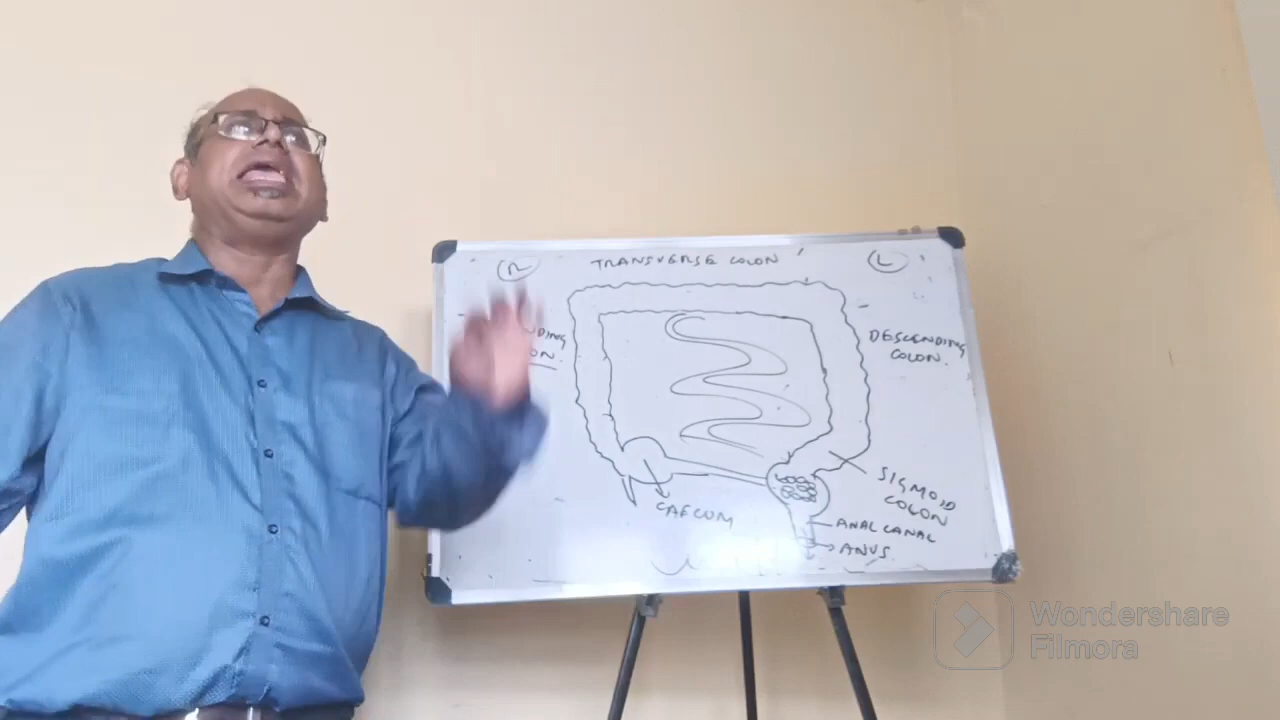 R
TRANSVERSE COLON
L
DESCENDING
COLON.
SIGMOID
COLON
CAECUM
ANAL CANAL
ANUS
Wondershare
Filmora